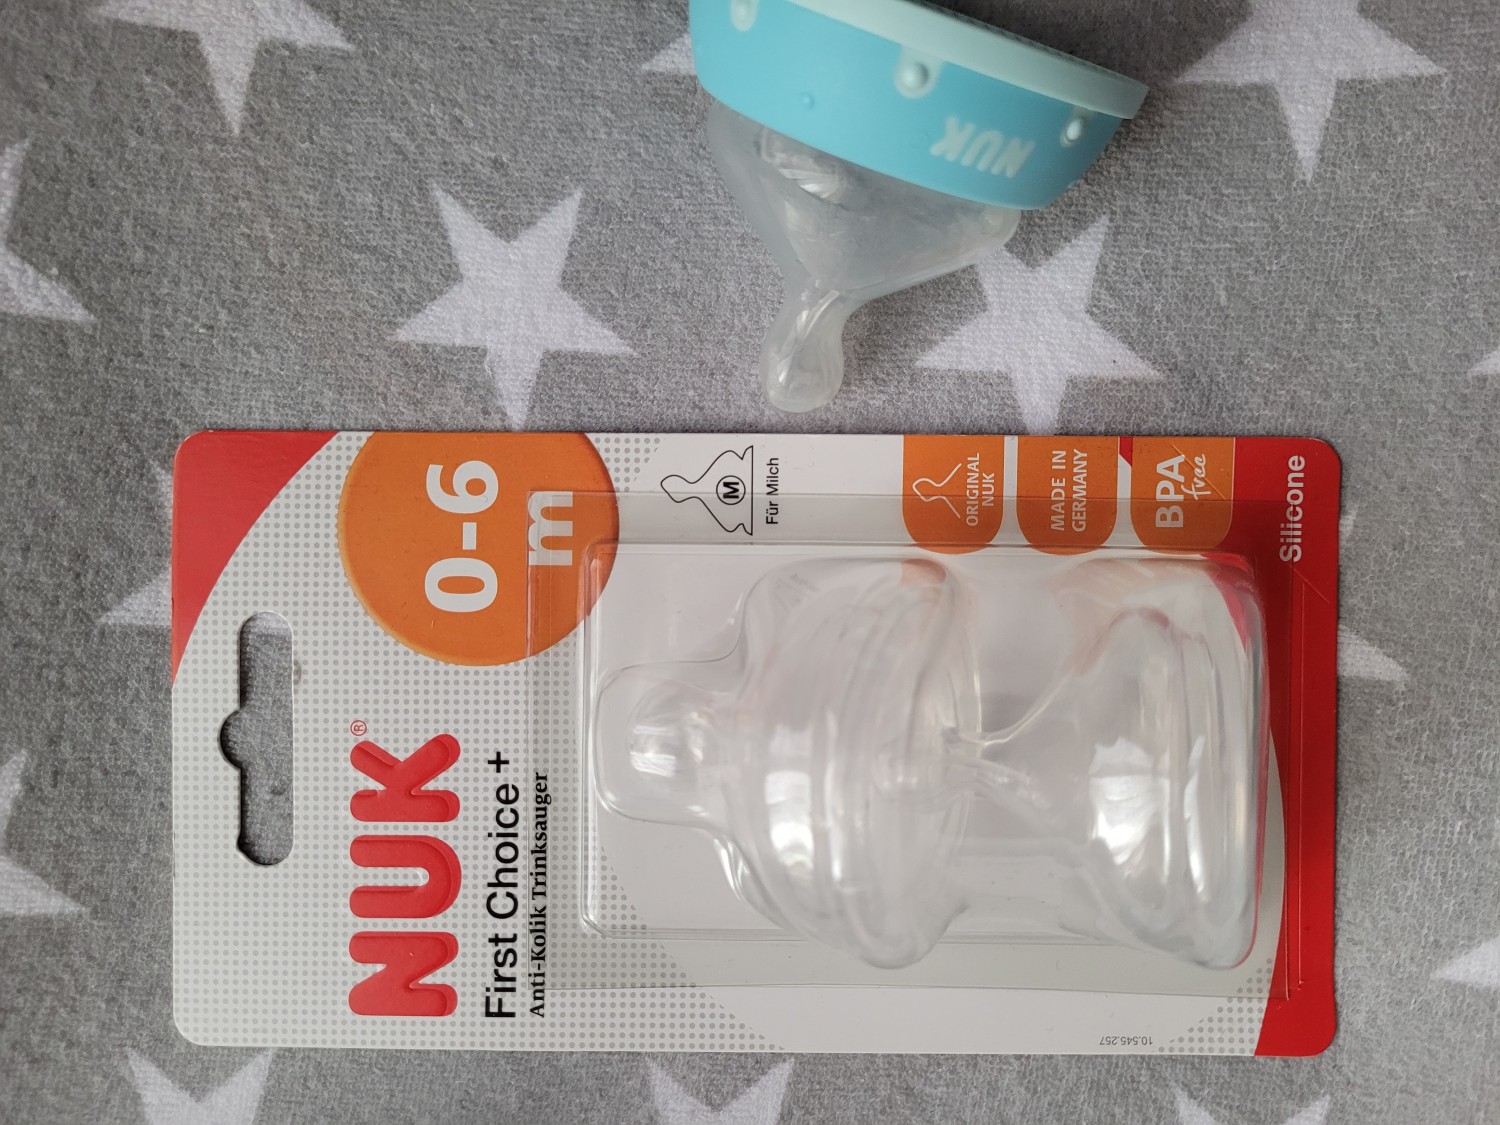 NUK
NUK®
First Choice +
Anti-Kolik Trinksauger
0-6
m
M
Für Milch
ORIGINAL
NUK
MADE IN
GERMANY
BPA
free
Silicone
10.545.257